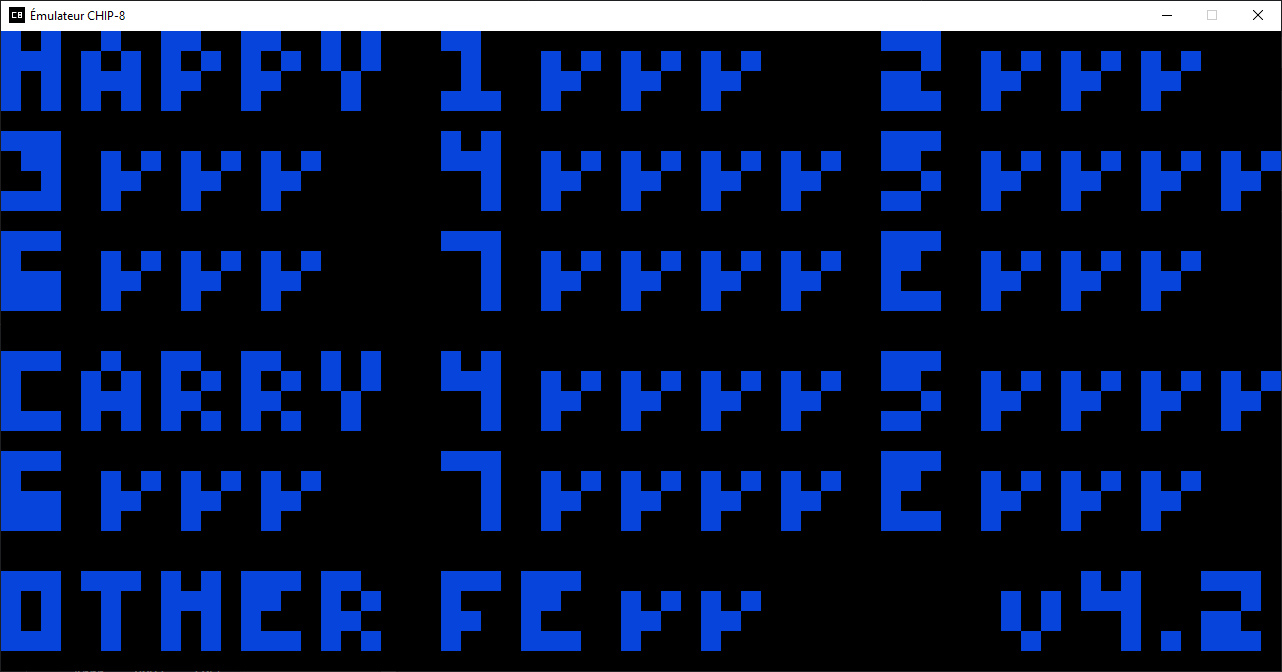 Émulateur CHIP-8
HAPPY 1 ✓✓✓ 2 ✓✓✓
3 ✓✓✓ 4 ✓✓✓✓ 5 ✓✓✓✓
6 ✓✓✓ 7 ✓✓✓✓ E ✓✓✓
CARRY 4 ✓✓✓✓ 5 ✓✓✓✓
6 ✓✓✓ 7 ✓✓✓✓ E ✓✓✓
OTHER FE ✓✓ v4.2